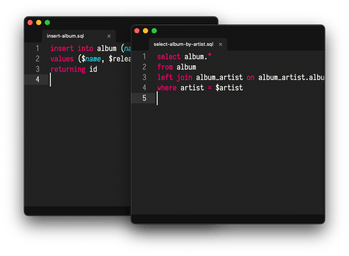 insert-album.sql
1 insert into album (na
2 values ($name, $relea
3 returning id
4
select-album-by-artist.sql
1 select album.*
2 from album
3 left join album_artist on album_artist.albu
4 where artist = $artist
5